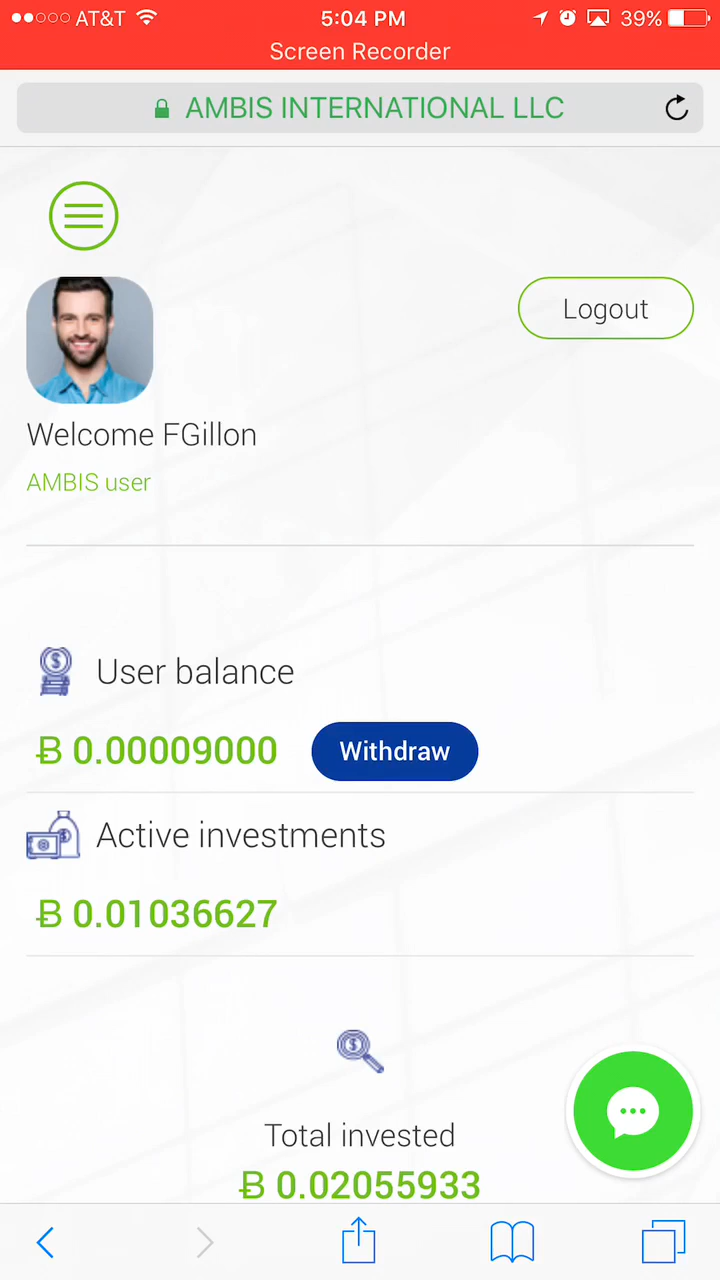 AT&T 5:04 PM 39%
Screen Recorder
AMBIS INTERNATIONAL LLC
Logout
Welcome FGillon
AMBIS user
User balance
Ƀ 0.00009000 Withdraw
Active investments
Ƀ 0.01036627
Total invested
Ƀ 0.02055933